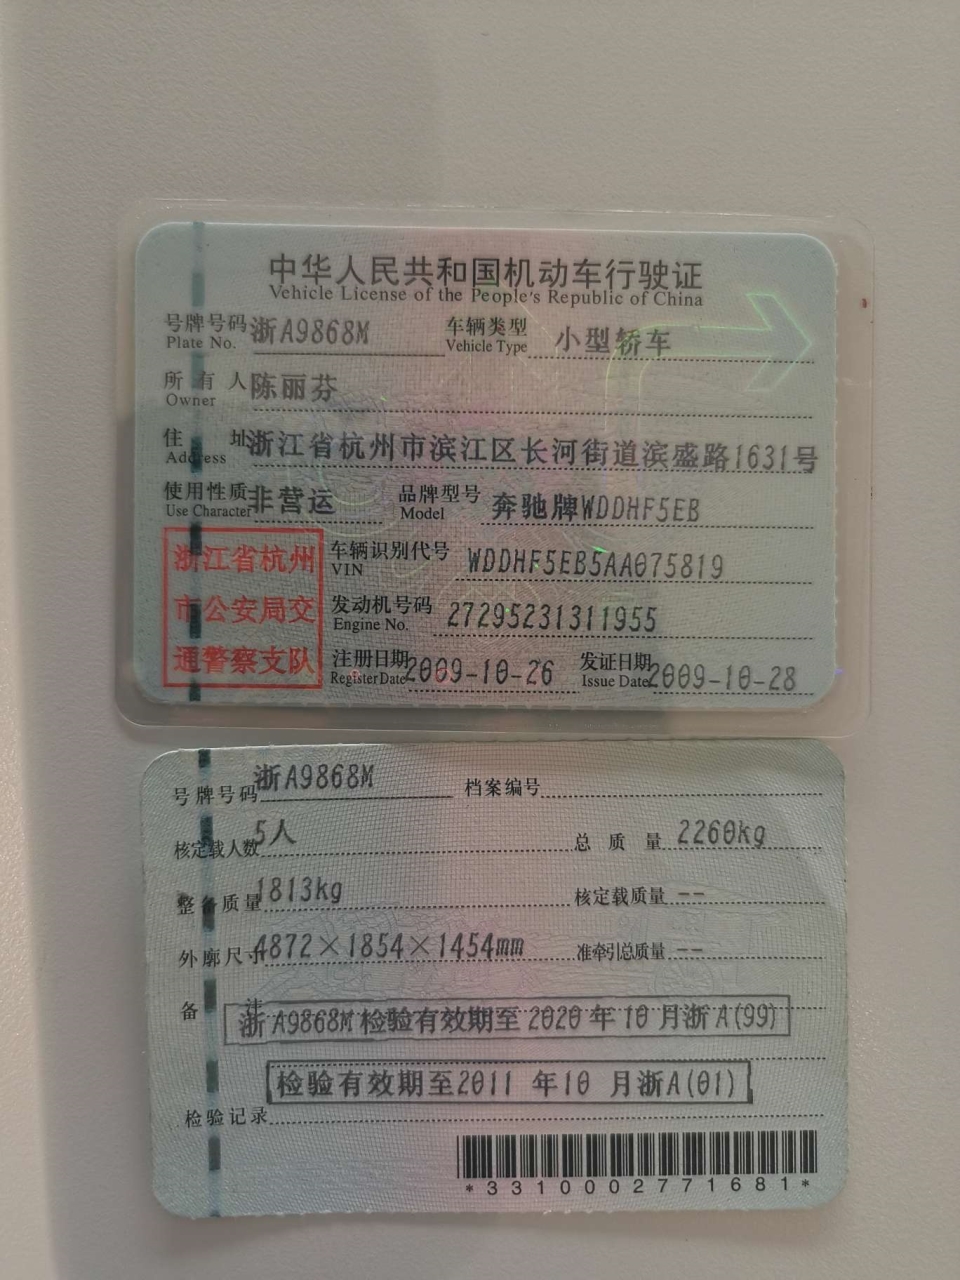 中华人民共和国机动车行驶证
Vehicle License of the People's Republic of China
号牌号码 浙A9868M 车辆类型 小型轿车
Plate No. Vehicle Type
所有人 陈丽芬
Owner
住址 浙江省杭州市滨江区长河街道滨盛路1631号
Address
使用性质 非营运 品牌型号 奔驰牌WDDHF5EB
Use Character Model
浙江省杭州
市公安局交
通警察支队
车辆识别代号 WDDHF5EB5AA075819
VIN
发动机号码 27295231311955
Engine No.
注册日期 2009-10-26 发证日期 2009-10-28
Register Date Issue Date
号牌号码 浙A9868M 档案编号
核定载人数 5人 总质量 2260kg
整备质量 1813kg 核定载质量 --
外廓尺寸 4872×1854×1454mm 准牵引总质量 --
备注
浙A9868M检验有效期至2020年10月浙A(99)
检验有效期至2011 年10 月浙A(01)
检验记录
*3310002771681*